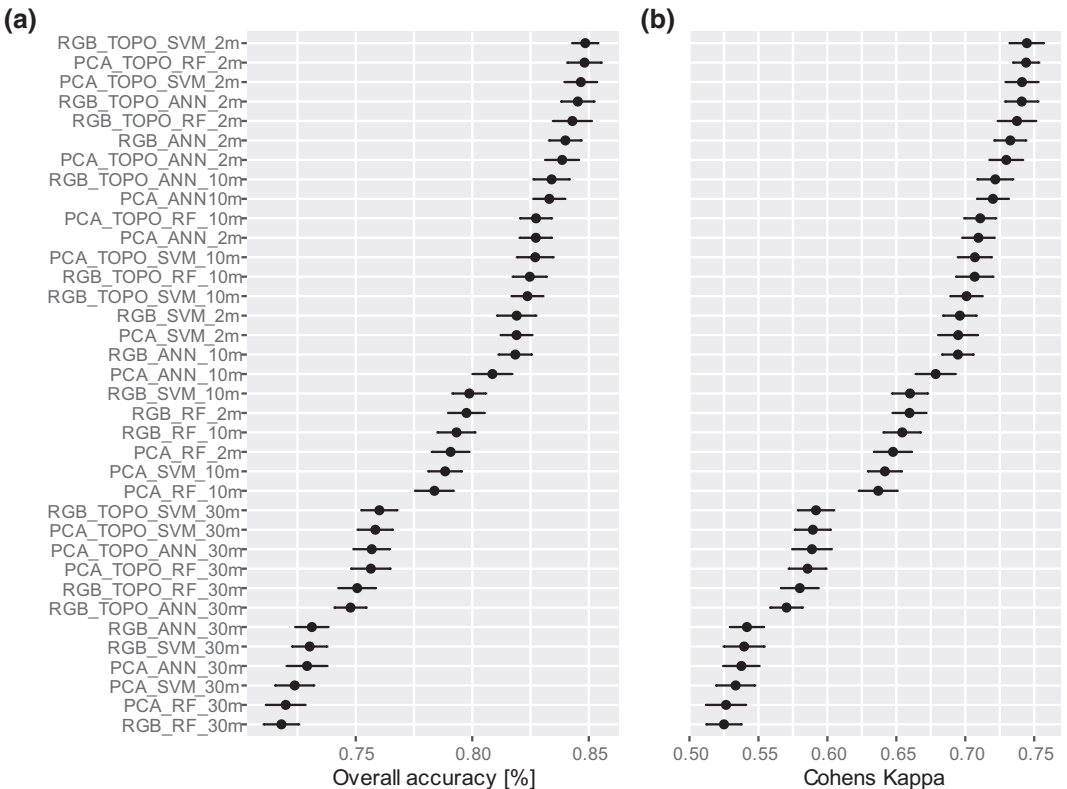 (a)
RGB_TOPO_SVM_2m
PCA_TOPO_RF_2m
PCA_TOPO_SVM_2m
RGB_TOPO_ANN_2m
RGB_TOPO_RF_2m
RGB_ANN_2m
PCA_TOPO_ANN_2m
RGB_TOPO_ANN_10m
PCA_ANN10m
PCA_TOPO_RF_10m
PCA_ANN_2m
PCA_TOPO_SVM_10m
RGB_TOPO_RF_10m
RGB_TOPO_SVM_10m
RGB_SVM_2m
PCA_SVM_2m
RGB_ANN_10m
PCA_ANN_10m
RGB_SVM_10m
RGB_RF_2m
RGB_RF_10m
PCA_RF_2m
PCA_SVM_10m
PCA_RF_10m
RGB_TOPO_SVM_30m
PCA_TOPO_SVM_30m
PCA_TOPO_ANN_30m
PCA_TOPO_RF_30m
RGB_TOPO_RF_30m
RGB_TOPO_ANN_30m
RGB_ANN_30m
RGB_SVM_30m
PCA_ANN_30m
PCA_SVM_30m
PCA_RF_30m
RGB_RF_30m
0.75 0.80 0.85
Overall accuracy [%]
(b)
0.50 0.55 0.60 0.65 0.70 0.75
Cohens Kappa